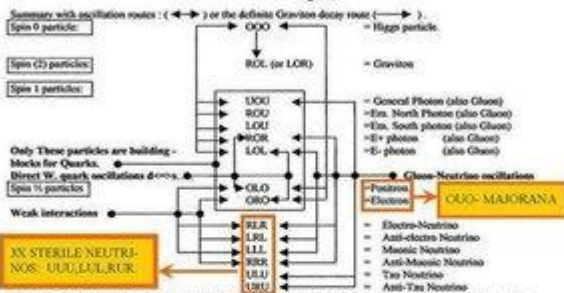 Summary with oscillation routes : ( ◄─► ) or the definite Graviton decay route ( ─► ) .
Spin 0 particle: OOO = Higgs particle.
Spin (2) particles: ROL (or LOR) = Graviton
Spin 1 particles:
UOU = General Photon (also Gluon)
ROU =Em. North Photon (also Gluon)
LOU =Em. South photon (also Gluon)
ROR =E+ photon (also Gluon)
LOL =E- photon (also Gluon)
Only These particles are building -
blocks for Quarks.
Direct W. quark oscillations d<=>u. Gluon-Neutrino oscillations
Spin ½ particles OLO =Positron
ORO =Electron
OUO- MAJORANA
Weak interactions
RLR = Electro-Neutrino
LRL = Anti-electro Neutrino
LLL = Muonic Neutrino
RRR = Anti-Muonic Neutrino
ULU = Tau Neutrino
URU = Anti-Tau Neutrino
3X STERILE NEUTRI-
NOS: UUU,LUL,RUR